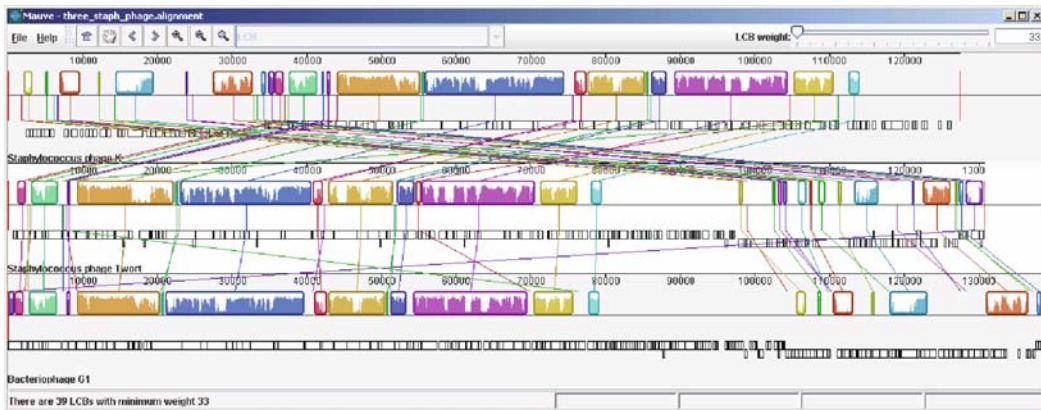 Mauve - three_staph_phage.alignment
File Help LCB LCB weight: 33
10000 20000 30000 40000 50000 60000 70000 80000 90000 100000 110000 120000
Staphylococcus phage K
10000 20000 30000 40000 50000 60000 70000 80000 90000 100000 110000 120000 1300
Staphylococcus phage Twort
10000 20000 30000 40000 50000 60000 70000 80000 90000 100000 110000 120000 130000
Bacteriophage G1
There are 39 LCBs with minimum weight 33